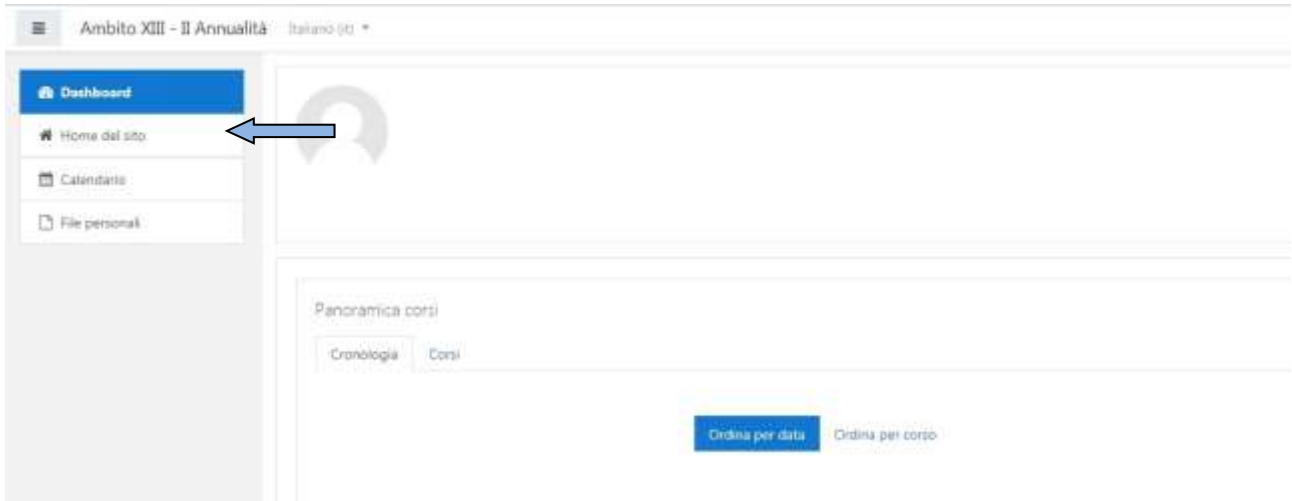 Ambito XIII - II Annualità Italiano (it)
Dashboard
Home del sito
Calendario
File personali
Panoramica corsi
Cronologia Corsi
Ordina per data Ordina per corso